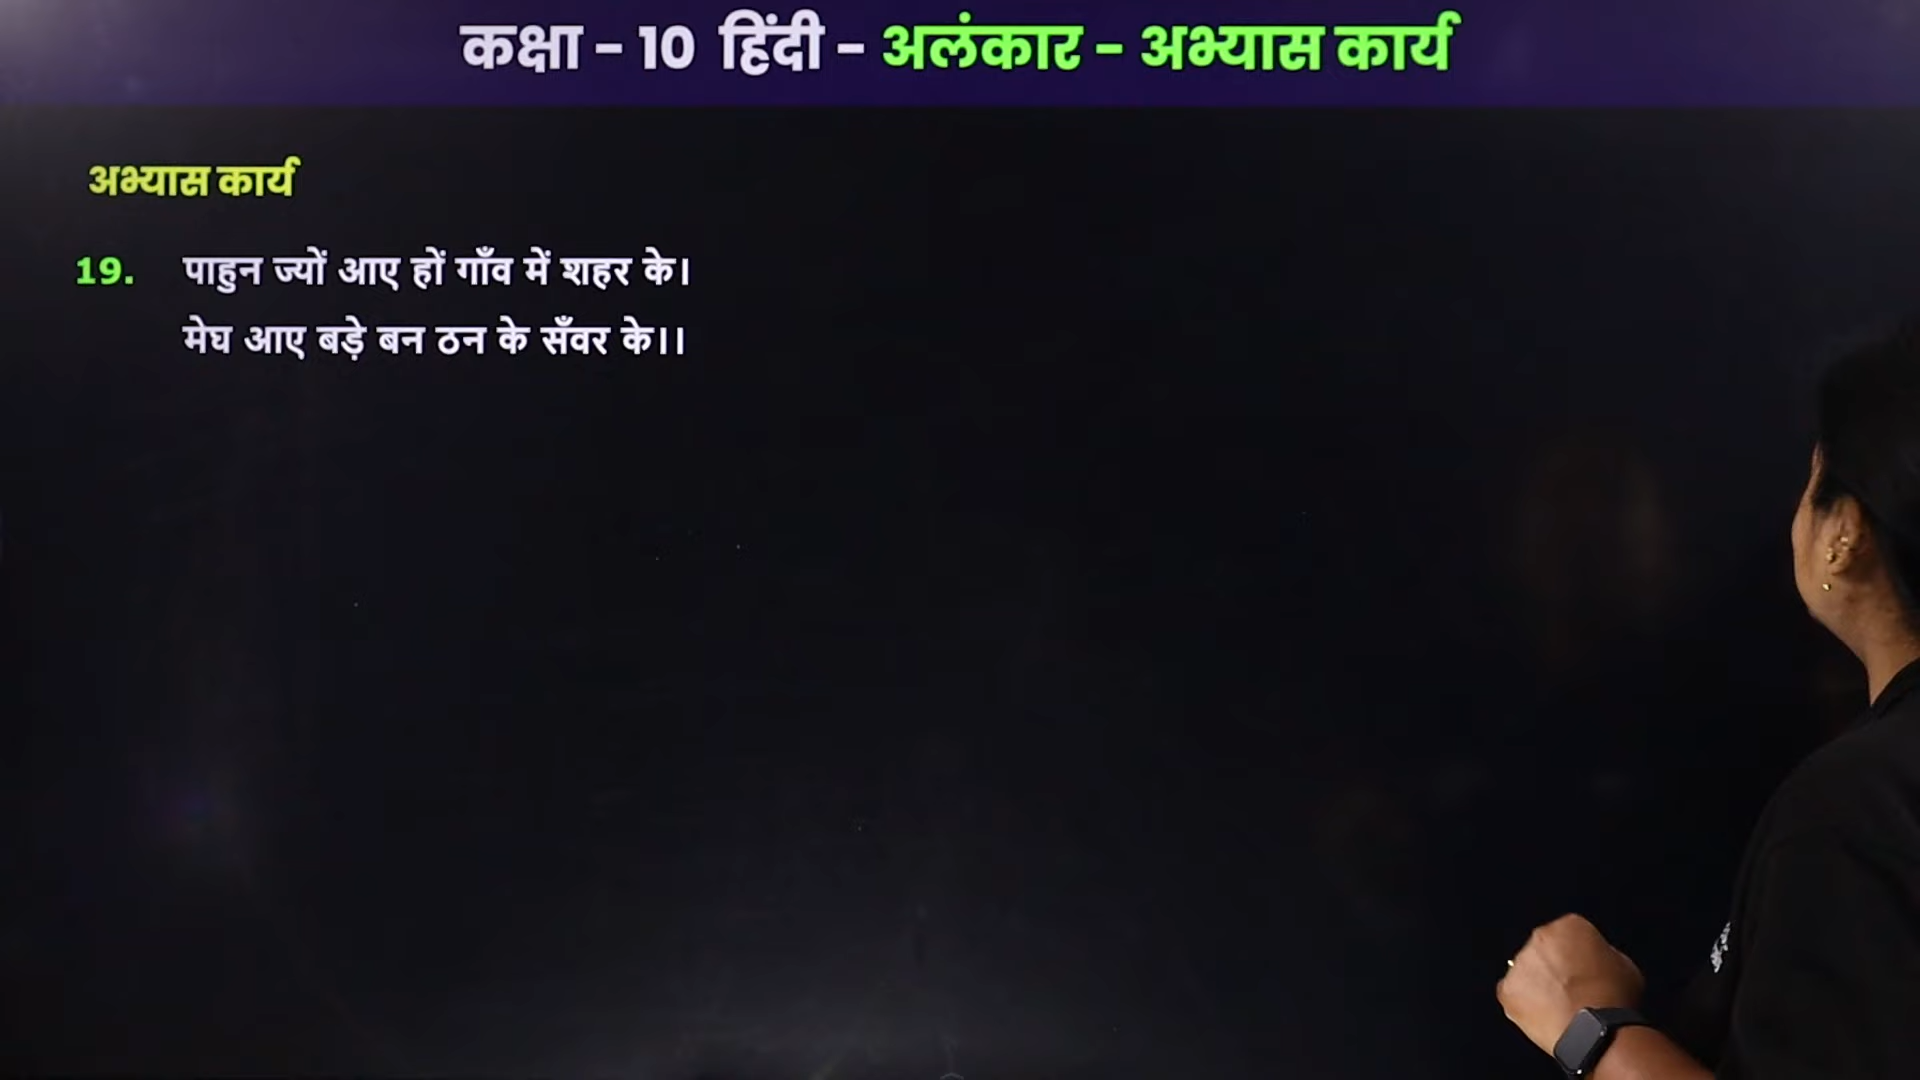 कक्षा – 10 हिंदी – अलंकार – अभ्यास कार्य
अभ्यास कार्य
19. पाहुन ज्यों आए हों गाँव में शहर के।
मेघ आए बड़े बन ठन के सँवर के।।